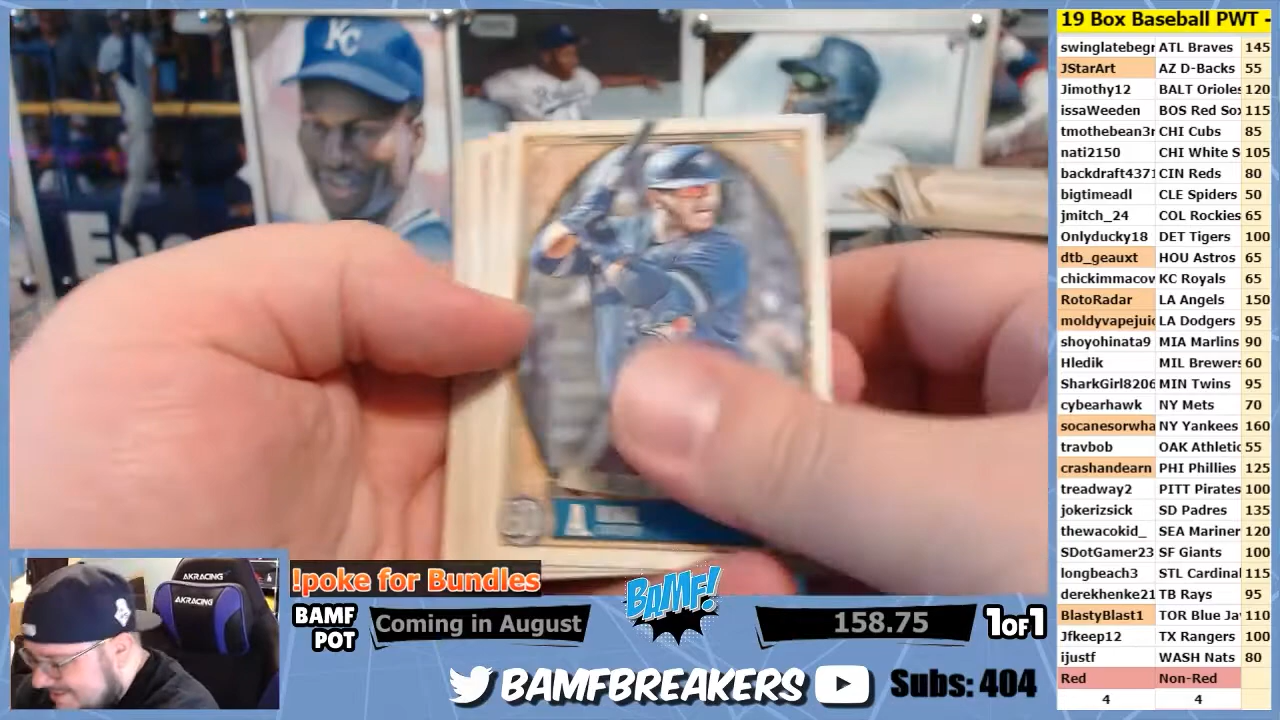 KC
19 Box Baseball PWT -
swinglatebegr ATL Braves 145
JStarArt AZ D-Backs 55
Jimothy12 BALT Orioles 120
issaWeeden BOS Red Sox 115
tmothebean3r CHI Cubs 85
nati2150 CHI White S 105
backdraft4371 CIN Reds 80
bigtimeadl CLE Spiders 50
jmitch_24 COL Rockies 65
Onlyducky18 DET Tigers 100
dtb_geauxt HOU Astros 65
chickimmacov KC Royals 65
RotoRadar LA Angels 150
moldyvapejuic LA Dodgers 95
shoyohinata9 MIA Marlins 90
Hledik MIL Brewers 60
SharkGirl8206 MIN Twins 95
cybearhawk NY Mets 70
socanesorwha NY Yankees 160
travbob OAK Athletic 55
crashandearn PHI Phillies 125
treadway2 PITT Pirates 100
jokerizsick SD Padres 135
thewacokid_ SEA Mariner 120
SDotGamer23 SF Giants 100
longbeach3 STL Cardinal 115
derekhenke21 TB Rays 95
BlastyBlast1 TOR Blue Ja 110
Jfkeep12 TX Rangers 100
ijustf WASH Nats 80
Red Non-Red
4 4
AKRACING
AKRACING
!poke for Bundles
BAMF POT
Coming in August
BAMF!
158.75
1OF1
BAMFBREAKERS
Subs: 404